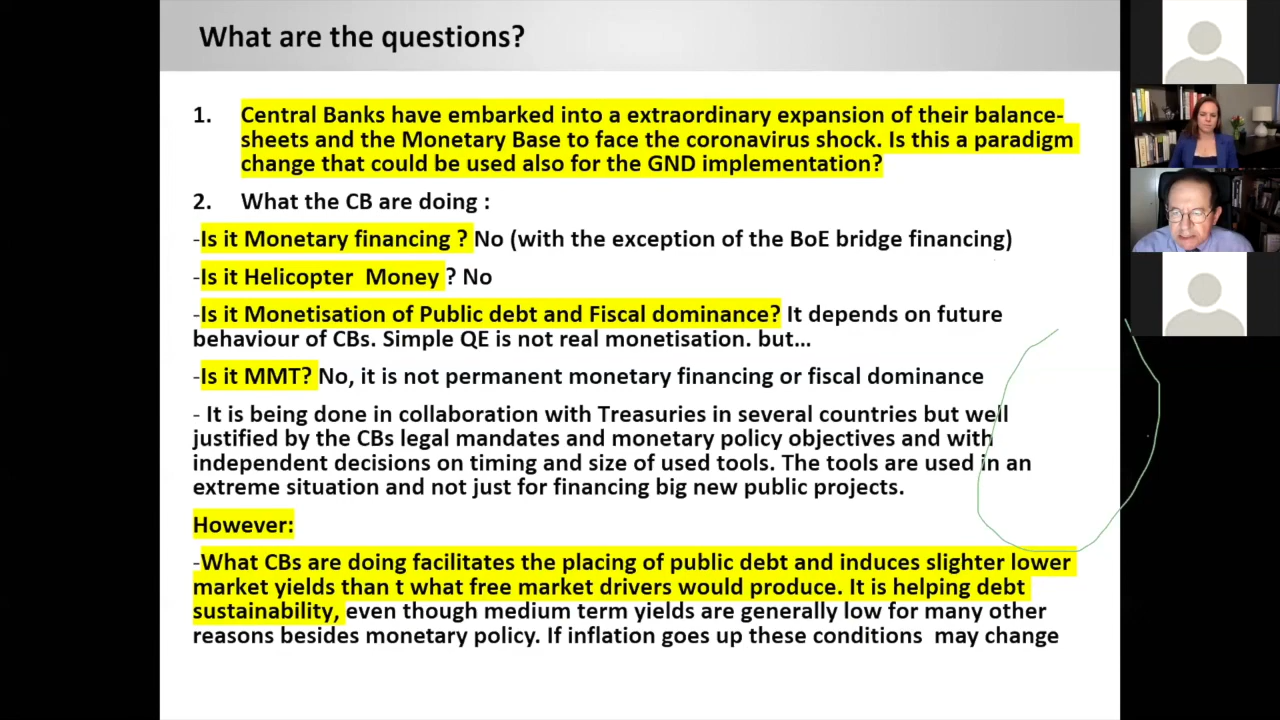 What are the questions?
1. Central Banks have embarked into a extraordinary expansion of their balance-
sheets and the Monetary Base to face the coronavirus shock. Is this a paradigm
change that could be used also for the GND implementation?
2. What the CB are doing :
-Is it Monetary financing ? No (with the exception of the BoE bridge financing)
-Is it Helicopter Money ? No
-Is it Monetisation of Public debt and Fiscal dominance? It depends on future
behaviour of CBs. Simple QE is not real monetisation. but...
-Is it MMT? No, it is not permanent monetary financing or fiscal dominance
- It is being done in collaboration with Treasuries in several countries but well
justified by the CBs legal mandates and monetary policy objectives and with
independent decisions on timing and size of used tools. The tools are used in an
extreme situation and not just for financing big new public projects.
However:
-What CBs are doing facilitates the placing of public debt and induces slighter lower
market yields than t what free market drivers would produce. It is helping debt
sustainability, even though medium term yields are generally low for many other
reasons besides monetary policy. If inflation goes up these conditions may change